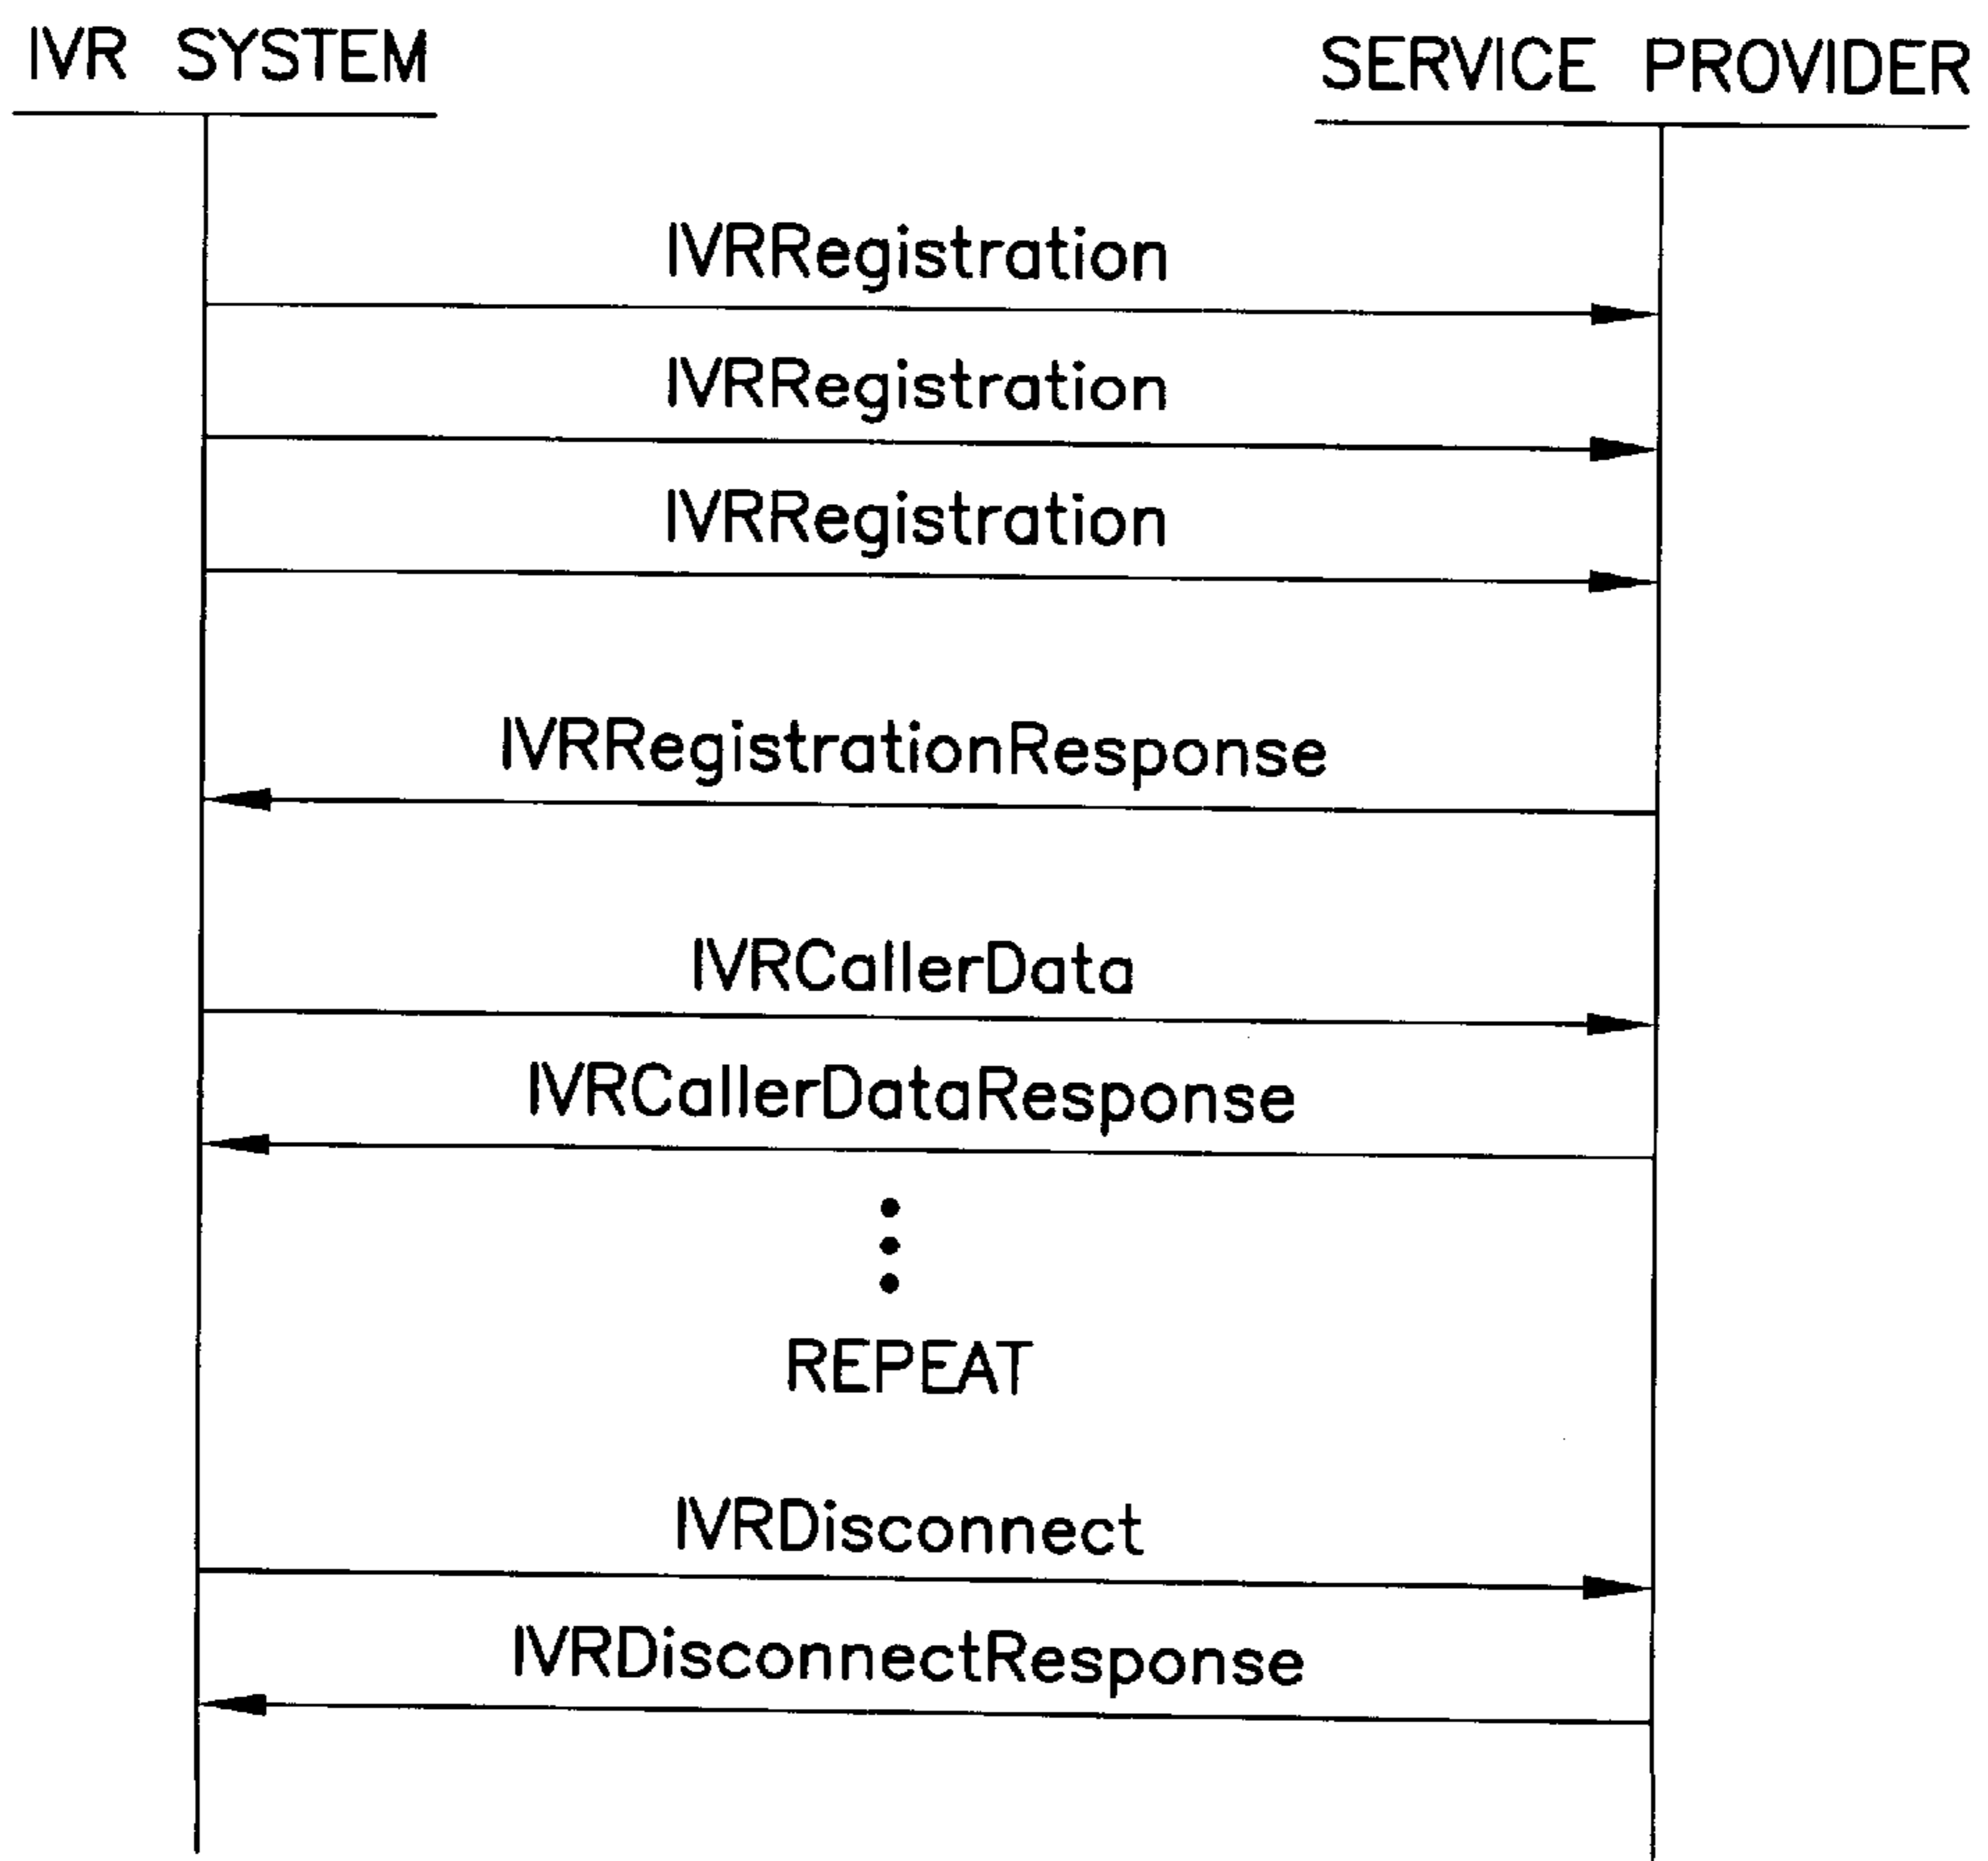 IVR SYSTEM
SERVICE PROVIDER
IVRRegistration
IVRRegistration
IVRRegistration
IVRRegistrationResponse
IVRCallerData
IVRCallerDataResponse
REPEAT
IVRDisconnect
IVRDisconnectResponse